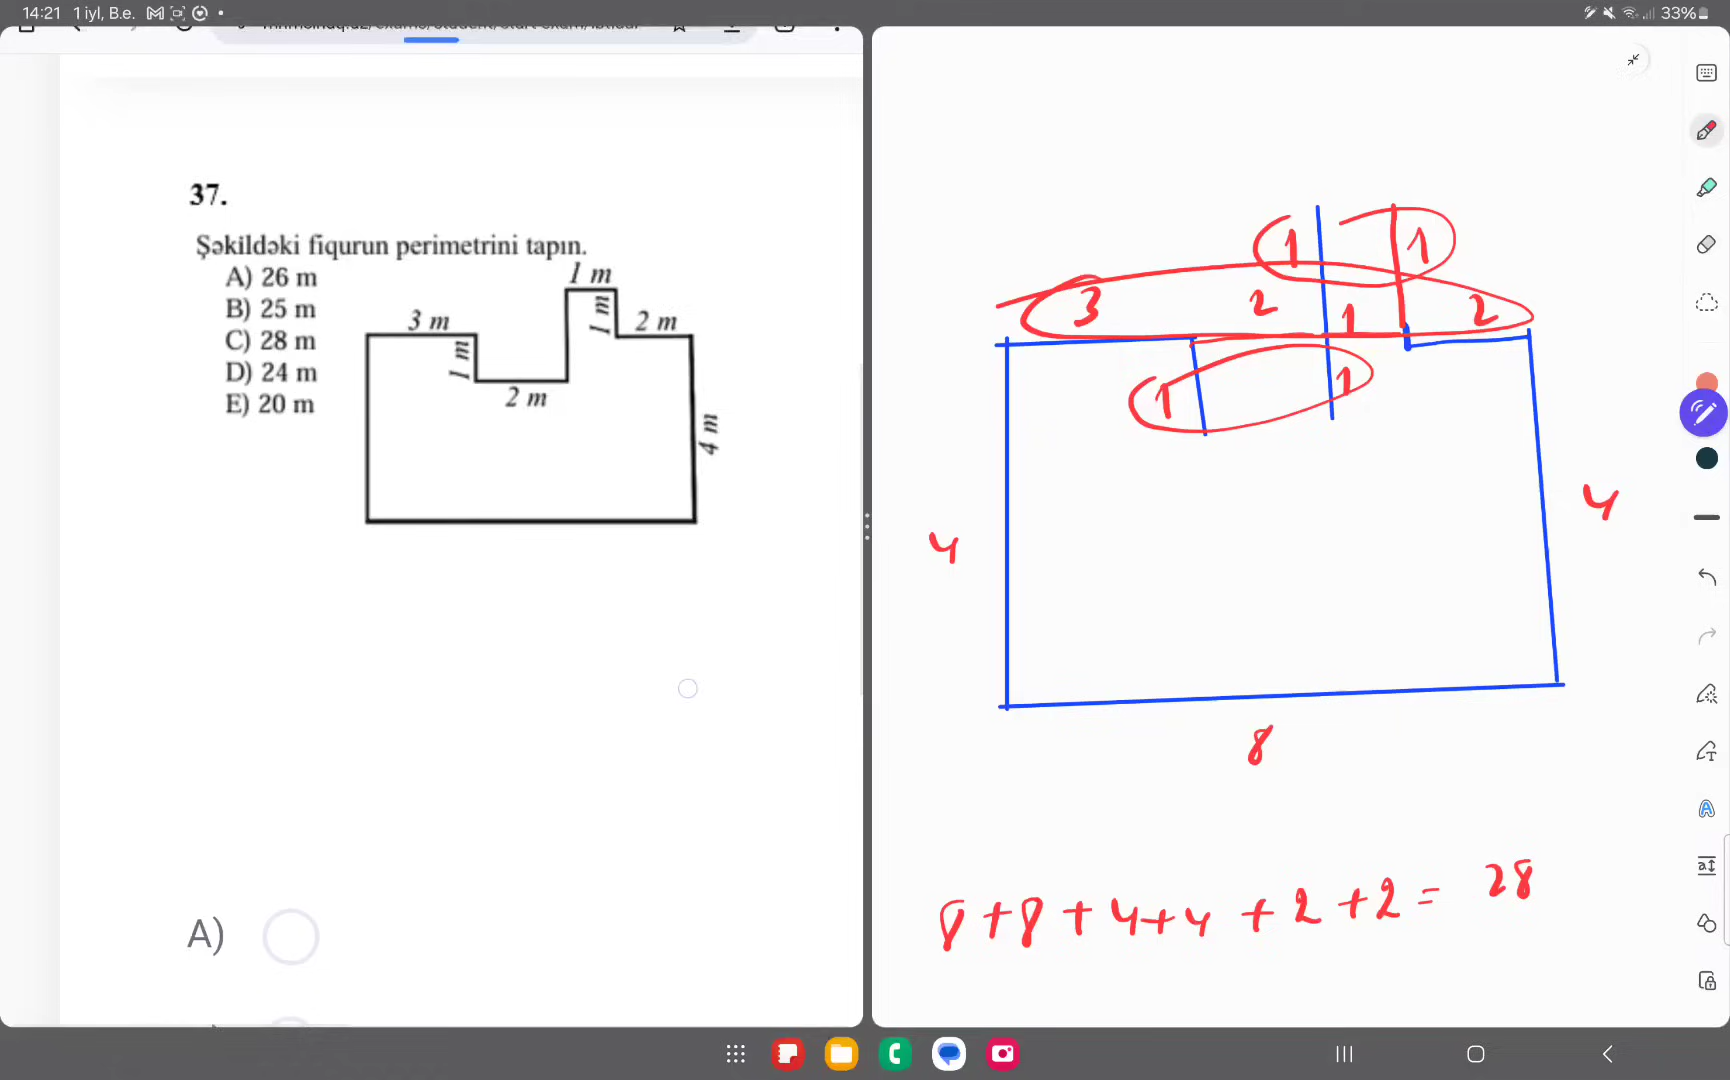 14:21 1 iyl, B.e.
33%
37.
Şəkildəki fiqurun perimetrini tapın.
A) 26 m
B) 25 m
C) 28 m
D) 24 m
E) 20 m
1 m
3 m
1 m
2 m
1 m
2 m
4 m
A)
1 1
3 2 1 2
1 1
4 4
8
8+8+4+4+2+2= 28